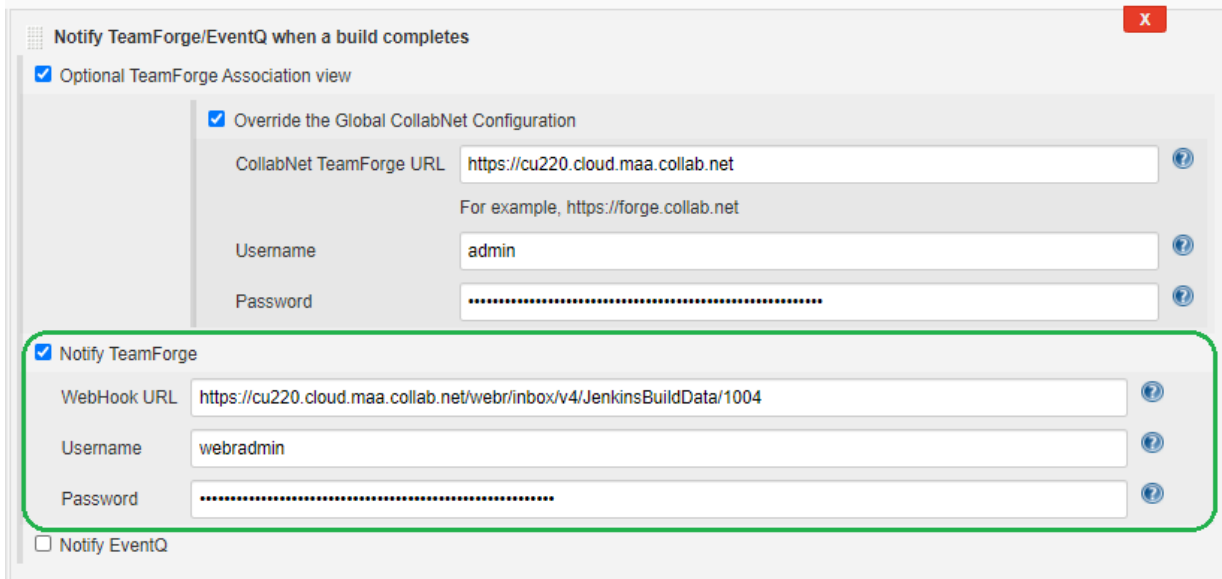 X
Notify TeamForge/EventQ when a build completes
Optional TeamForge Association view
Override the Global CollabNet Configuration
CollabNet TeamForge URL https://cu220.cloud.maa.collab.net
For example, https://forge.collab.net
Username admin
Password ••••••••••••••••••••••••••••••••••••••••••••••••••••••••••
Notify TeamForge
WebHook URL https://cu220.cloud.maa.collab.net/webr/inbox/v4/JenkinsBuildData/1004
Username webradmin
Password ••••••••••••••••••••••••••••••••••••••••••••••••••••••••••
Notify EventQ